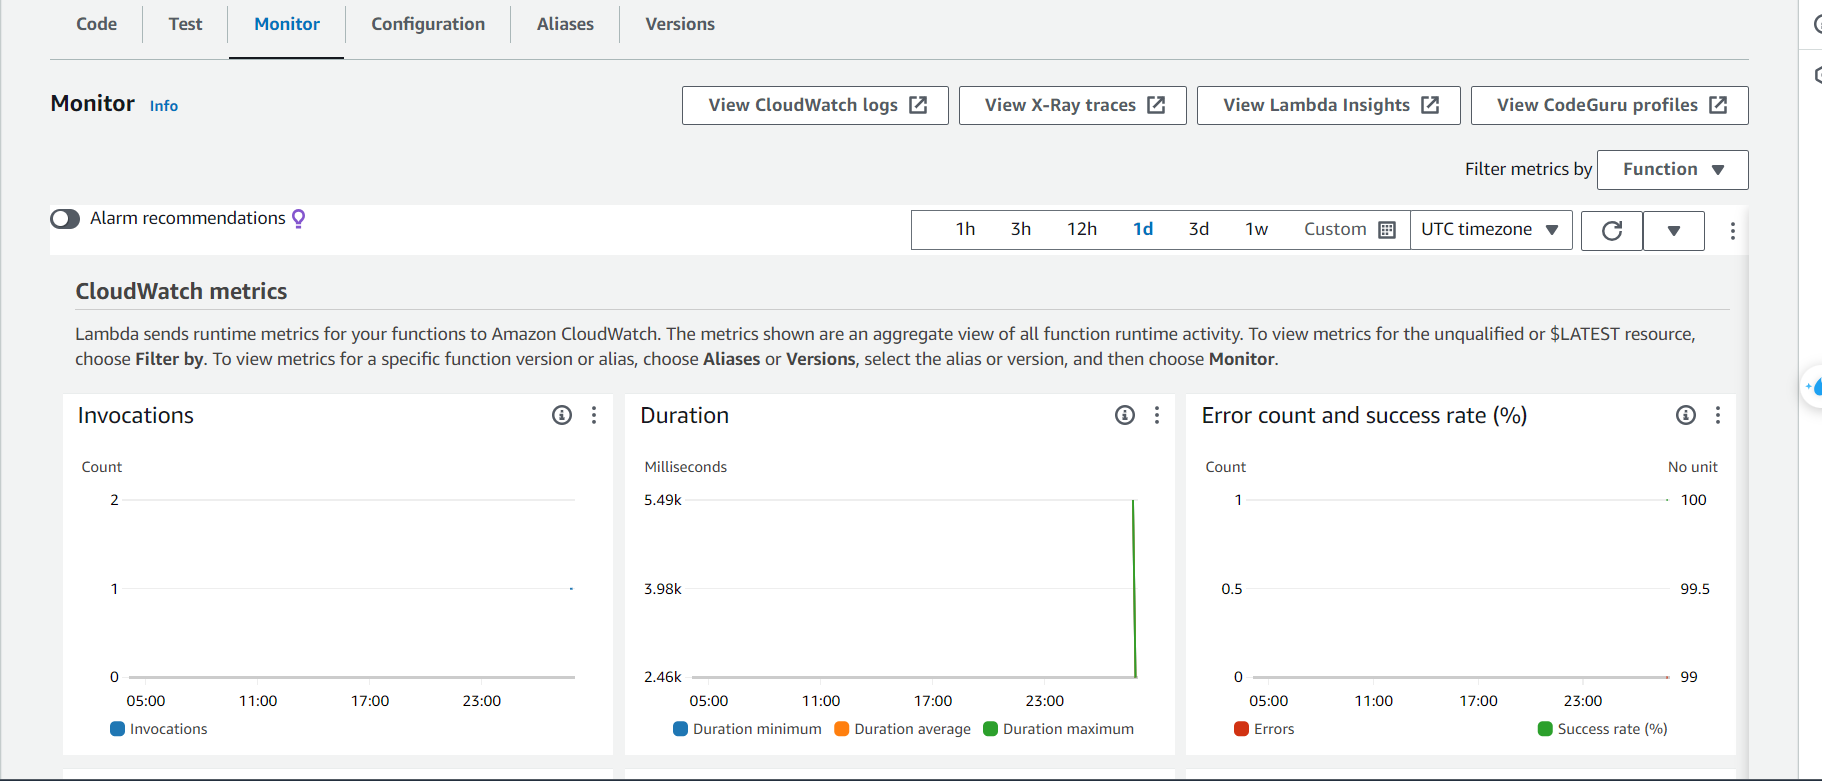 Code Test Monitor Configuration Aliases Versions
Monitor Info
View CloudWatch logs View X-Ray traces View Lambda Insights View CodeGuru profiles
Filter metrics by Function
Alarm recommendations
1h 3h 12h 1d 3d 1w Custom UTC timezone
CloudWatch metrics
Lambda sends runtime metrics for your functions to Amazon CloudWatch. The metrics shown are an aggregate view of all function runtime activity. To view metrics for the unqualified or $LATEST resource,
choose Filter by. To view metrics for a specific function version or alias, choose Aliases or Versions, select the alias or version, and then choose Monitor.
Invocations
Count
2
1
0
05:00 11:00 17:00 23:00
Invocations
Duration
Milliseconds
5.49k
3.98k
2.46k
05:00 11:00 17:00 23:00
Duration minimum Duration average Duration maximum
Error count and success rate (%)
Count No unit
1 100
0.5 99.5
0 99
05:00 11:00 17:00 23:00
Errors Success rate (%)